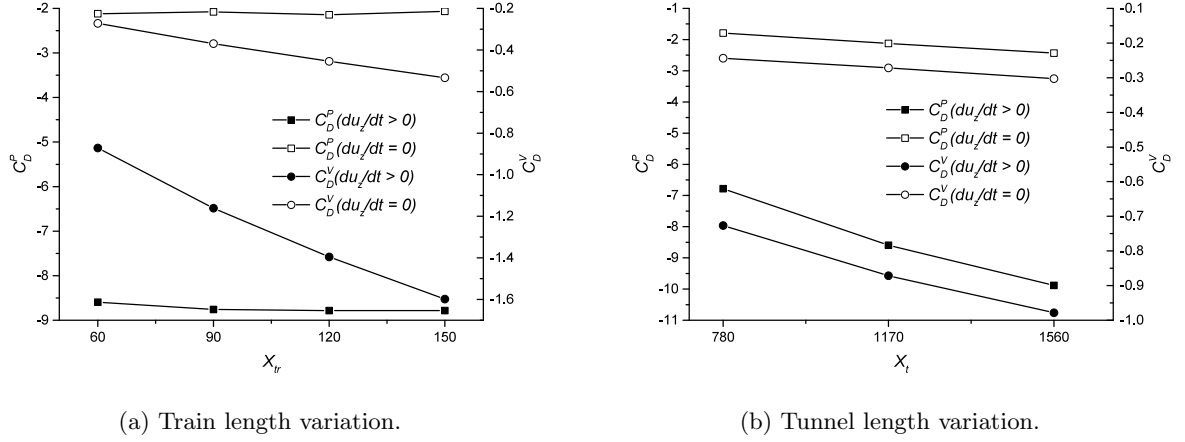 -2
-3
-4
-5
-6
-7
-8
-9
C_D^P
-0.2
-0.4
-0.6
-0.8
-1.0
-1.2
-1.4
-1.6
C_D^V
C_D^P(du_z/dt > 0)
C_D^P(du_z/dt = 0)
C_D^V(du_z/dt > 0)
C_D^V(du_z/dt = 0)
60 90 120 150
X_tr
(a) Train length variation.
-1
-2
-3
-4
-5
-6
-7
-8
-9
-10
-11
C_D^P
-0.1
-0.2
-0.3
-0.4
-0.5
-0.6
-0.7
-0.8
-0.9
-1.0
C_D^V
C_D^P(du_z/dt > 0)
C_D^P(du_z/dt = 0)
C_D^V(du_z/dt > 0)
C_D^V(du_z/dt = 0)
780 1170 1560
X_t
(b) Tunnel length variation.